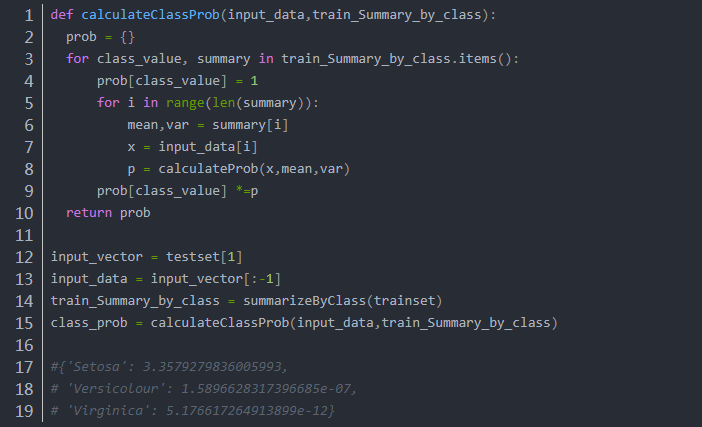 1 def calculateClassProb(input_data,train_Summary_by_class):
2   prob = {}
3   for class_value, summary in train_Summary_by_class.items():
4       prob[class_value] = 1
5       for i in range(len(summary)):
6           mean,var = summary[i]
7           x = input_data[i]
8           p = calculateProb(x,mean,var)
9       prob[class_value] *=p
10   return prob
11
12 input_vector = testset[1]
13 input_data = input_vector[:-1]
14 train_Summary_by_class = summarizeByClass(trainset)
15 class_prob = calculateClassProb(input_data,train_Summary_by_class)
16
17 #{'Setosa': 3.3579279836005993,
18 # 'Versicolour': 1.5896628317396685e-07,
19 # 'Virginica': 5.176617264913899e-12}